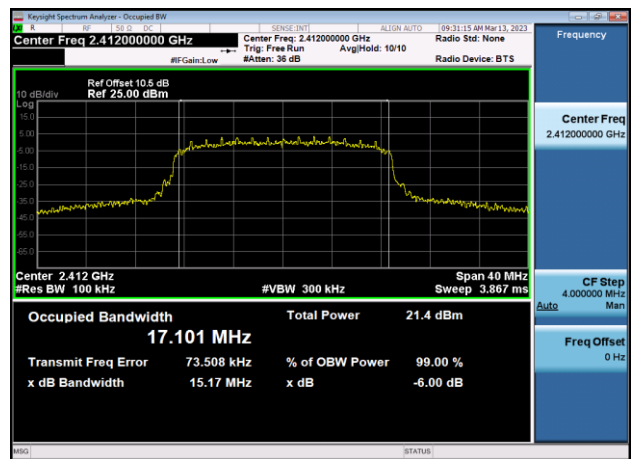 Keysight Spectrum Analyzer - Occupied BW
R RF 50 Ω DC SENSE:INT ALIGN AUTO 09:31:15 AM Mar 13, 2023
Center Freq 2.412000000 GHz Center Freq: 2.412000000 GHz Radio Std: None Frequency
Trig: Free Run Avg|Hold: 10/10
#IFGain:Low #Atten: 36 dB Radio Device: BTS
Ref Offset 10.5 dB
10 dB/div Ref 25.00 dBm
Log
15.0
5.00
-5.00
-15.0
-25.0
-35.0
-45.0
-55.0
-65.0
Center Freq
2.412000000 GHz
Center 2.412 GHz Span 40 MHz
#Res BW 100 kHz #VBW 300 kHz Sweep 3.867 ms
CF Step
4.000000 MHz
Auto Man
Occupied Bandwidth Total Power 21.4 dBm
17.101 MHz
Transmit Freq Error 73.508 kHz % of OBW Power 99.00 %
x dB Bandwidth 15.17 MHz x dB -6.00 dB
Freq Offset
0 Hz
MSG STATUS